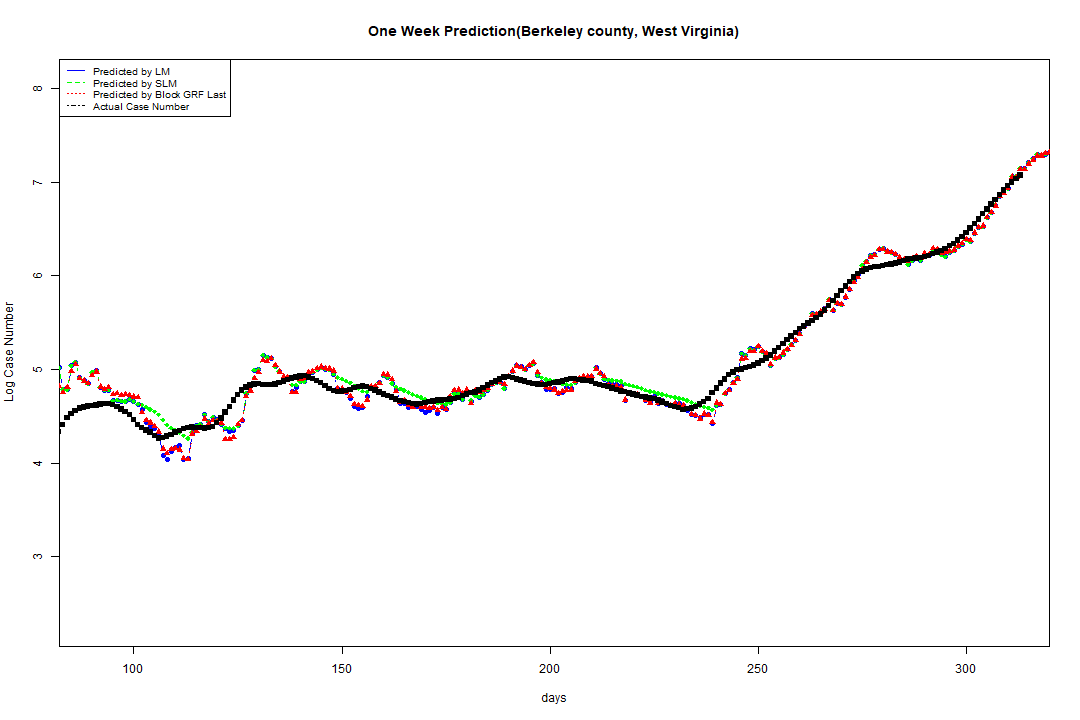 One Week Prediction(Berkeley county, West Virginia)
Predicted by LM
Predicted by SLM
Predicted by Block GRF Last
Actual Case Number
8
7
6
5
4
3
Log Case Number
100 150 200 250 300
days